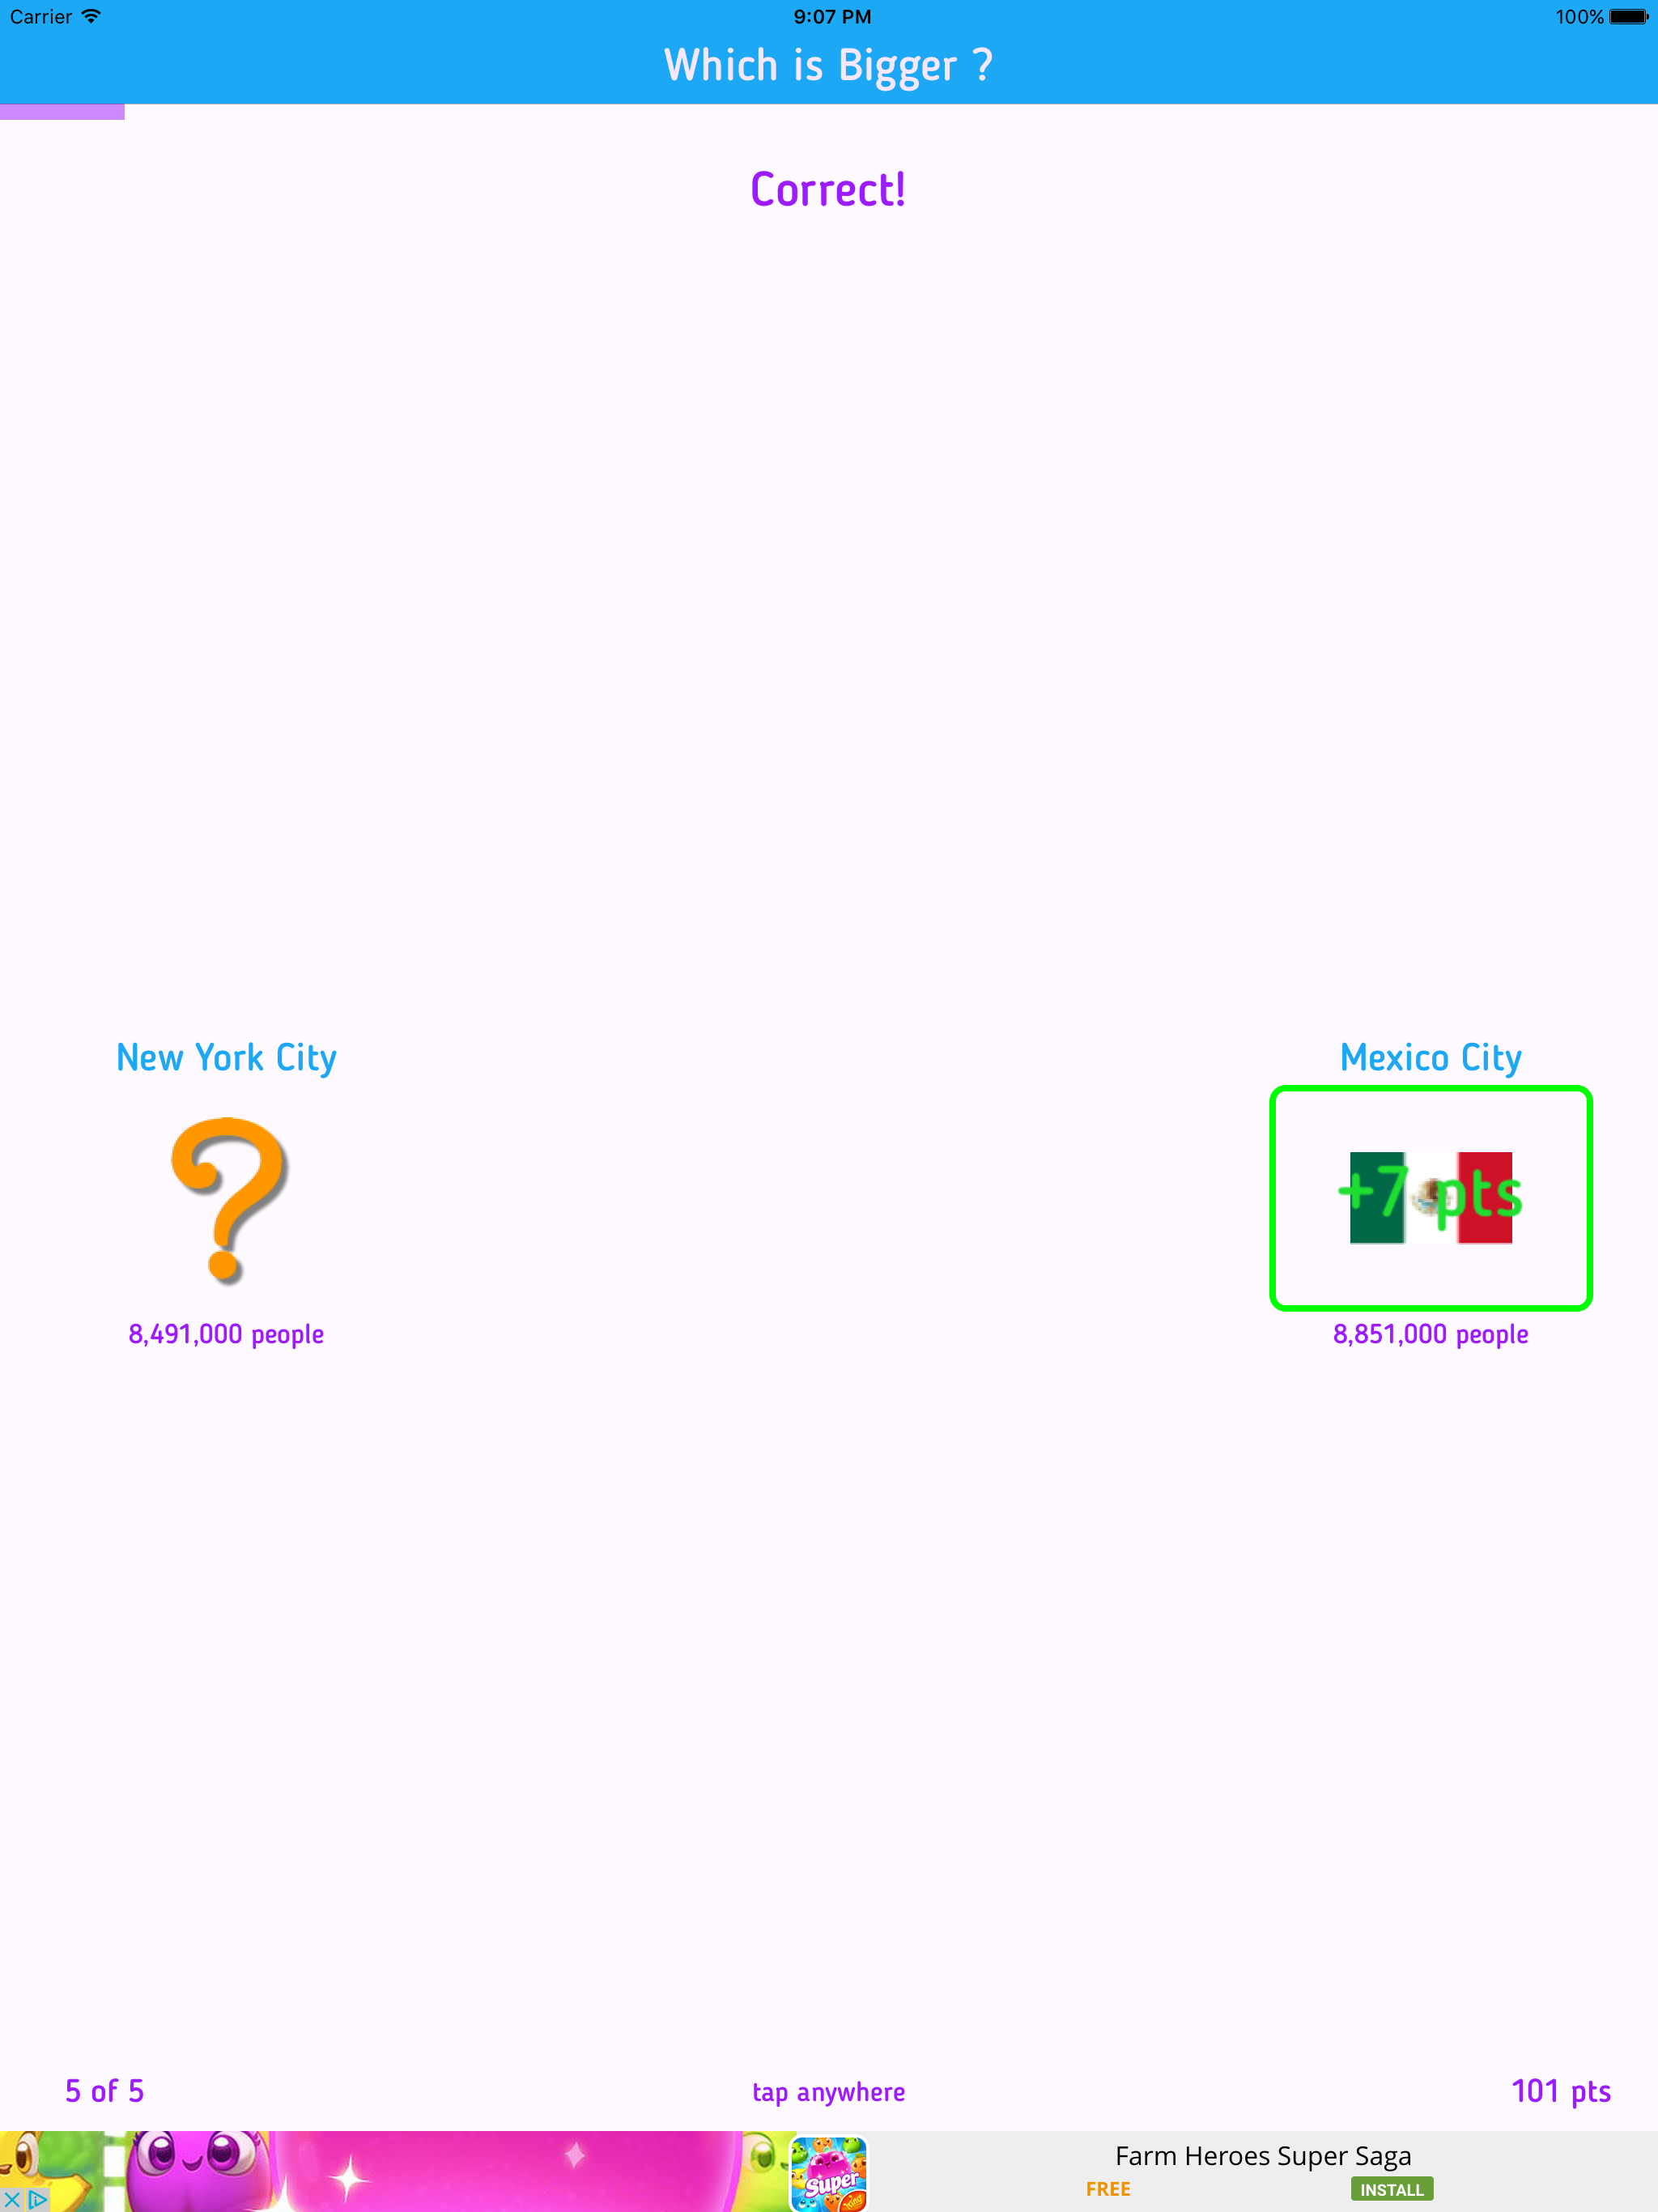 Carrier 9:07 PM 100%
Which is Bigger ?
Correct!
New York City
Mexico City
?
+7 pts
8,491,000 people
8,851,000 people
5 of 5
tap anywhere
101 pts
Super
King
Farm Heroes Super Saga
FREE
INSTALL